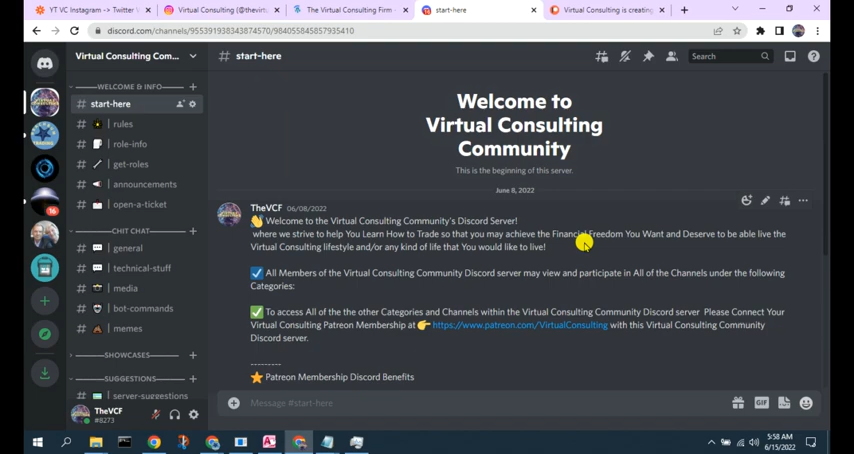 YT VC Instagram -> Twitter
Virtual Consulting (@thevirtu
The Virtual Consulting Firm -
start-here
Virtual Consulting is creating
discord.com/channels/955391938343874570/984055845857935410
Virtual Consulting Com...
# start-here
Search
WELCOME & INFO
# start-here
# | rules
# | role-info
# | get-roles
# | announcements
# | open-a-ticket
CHIT CHAT
# | general
# | technical-stuff
# | media
# | bot-commands
# | memes
SHOWCASES
SUGGESTIONS
# | server-suggestions
16
TheVCF
#8273
Welcome to
Virtual Consulting
Community
This is the beginning of this server.
June 8, 2022
TheVCF 06/08/2022
👋 Welcome to the Virtual Consulting Community's Discord Server!
where we strive to help You Learn How to Trade so that you may achieve the Financial Freedom You Want and Deserve to be able live the
Virtual Consulting lifestyle and/or any kind of life that You would like to live!
☑️ All Members of the Virtual Consulting Community Discord server may view and participate in All of the Channels under the following
Categories:
✅ To access All of the the other Categories and Channels within the Virtual Consulting Community Discord server Please Connect Your
Virtual Consulting Patreon Membership at 👉 https://www.patreon.com/VirtualConsulting with this Virtual Consulting Community
Discord server.
---------
⭐ Patreon Membership Discord Benefits
Message #start-here
GIF
5:58 AM
6/15/2022